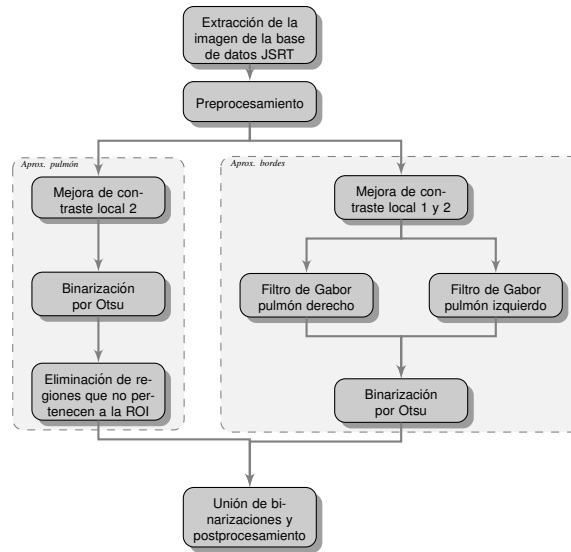 Extracción de la
imagen de la base
de datos JSRT
Preprocesamiento
Aprox. pulmón
Mejora de con-
traste local 2
Binarización
por Otsu
Eliminación de re-
giones que no per-
tenecen a la ROI
Aprox. bordes
Mejora de con-
traste local 1 y 2
Filtro de Gabor
pulmón derecho
Filtro de Gabor
pulmón izquierdo
Binarización
por Otsu
Unión de bi-
narizaciones y
postprocesamiento